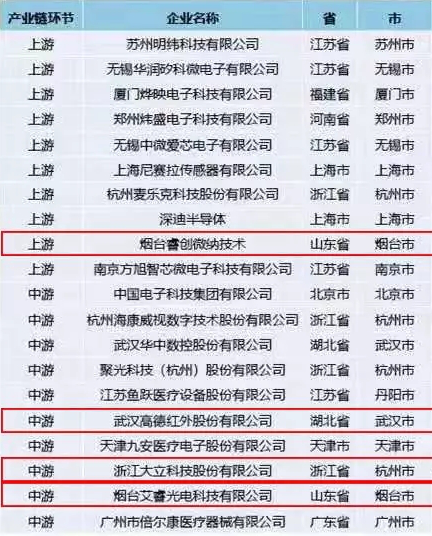 产业链环节 企业名称 省 市
上游 苏州明纬科技有限公司 江苏省 苏州市
上游 无锡华润矽科微电子有限公司 江苏省 无锡市
上游 厦门烨映电子科技有限公司 福建省 厦门市
上游 郑州炜盛电子科技有限公司 河南省 郑州市
上游 无锡中微爱芯电子有限公司 江苏省 无锡市
上游 上海尼赛拉传感器有限公司 上海市 上海市
上游 杭州麦乐克科技有限公司 浙江省 杭州市
上游 深迪半导体 上海市 上海市
上游 烟台睿创微纳技术 山东省 烟台市
上游 南京方旭智芯微电子科技有限公司 江苏省 南京市
中游 中国电子科技集团有限公司 北京市 北京市
中游 杭州海康威视数字技术股份有限公司 浙江省 杭州市
中游 武汉华中数控股份有限公司 湖北省 武汉市
中游 聚光科技（杭州）股份有限公司 浙江省 杭州市
中游 江苏鱼跃医疗设备股份有限公司 江苏省 丹阳市
中游 武汉高德红外股份有限公司 湖北省 武汉市
中游 天津九安医疗电子股份有限公司 天津市 天津市
中游 浙江大立科技股份有限公司 浙江省 杭州市
中游 烟台艾睿光电科技有限公司 山东省 烟台市
中游 广州市倍尔康医疗器械有限公司 广东省 广州市